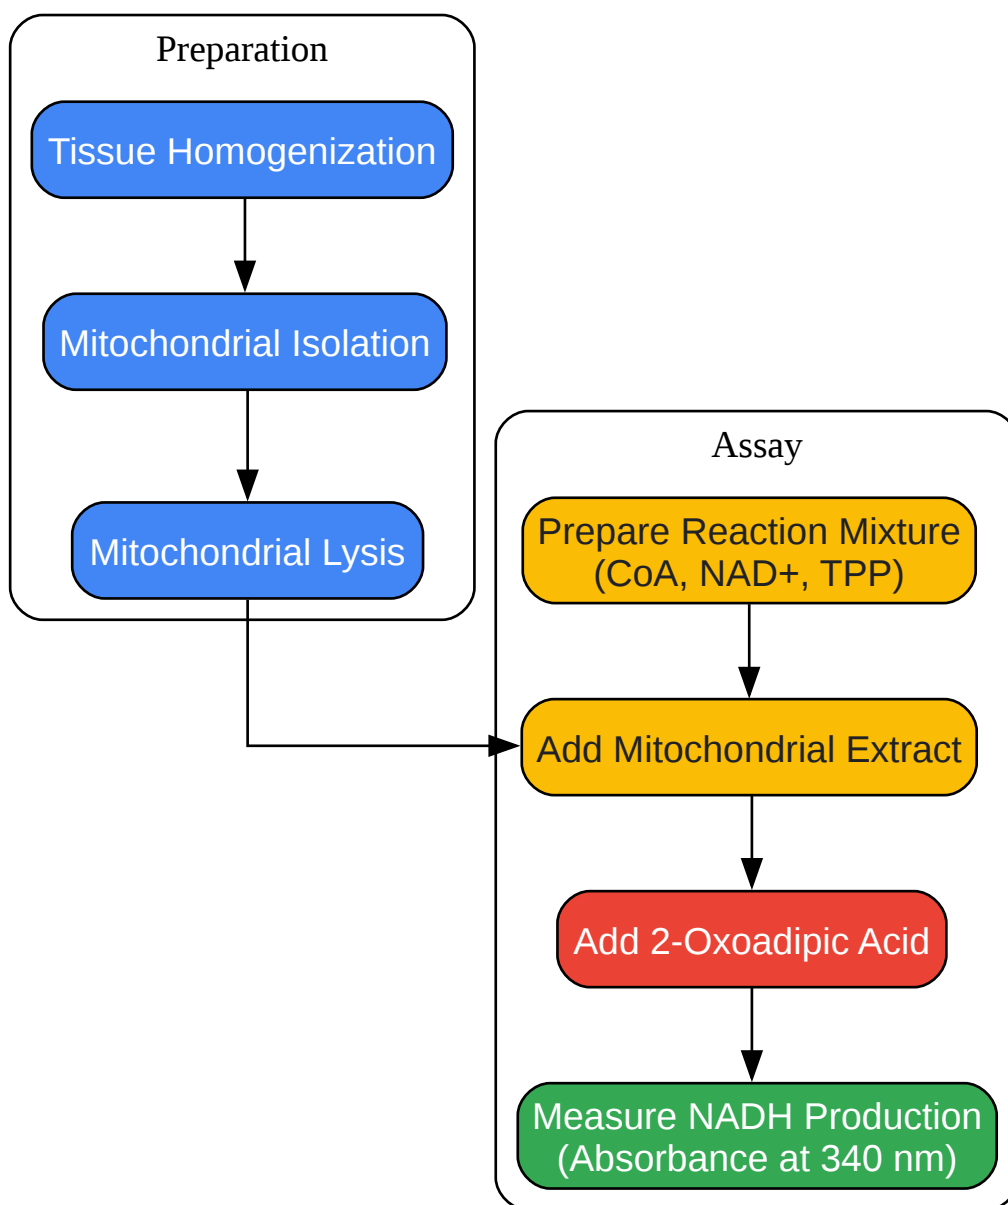 Preparation
Tissue Homogenization
Mitochondrial Isolation
Mitochondrial Lysis
Assay
Prepare Reaction Mixture
(CoA, NAD+, TPP)
Add Mitochondrial Extract
Add 2-Oxoadipic Acid
Measure NADH Production
(Absorbance at 340 nm)